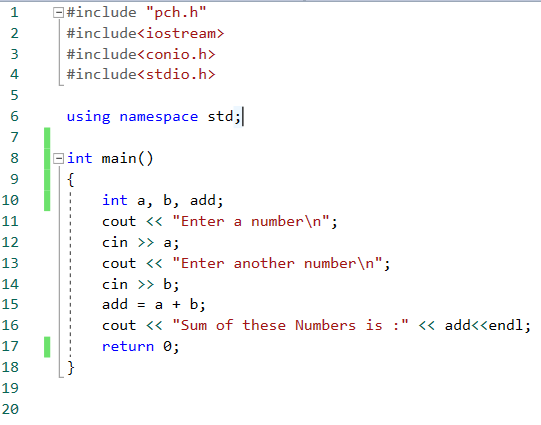 1 #include "pch.h"
2 #include<iostream>
3 #include<conio.h>
4 #include<stdio.h>
5
6 using namespace std;
7
8 int main()
9 {
10 int a, b, add;
11 cout << "Enter a number\n";
12 cin >> a;
13 cout << "Enter another number\n";
14 cin >> b;
15 add = a + b;
16 cout << "Sum of these Numbers is :" << add<<endl;
17 return 0;
18 }
19
20